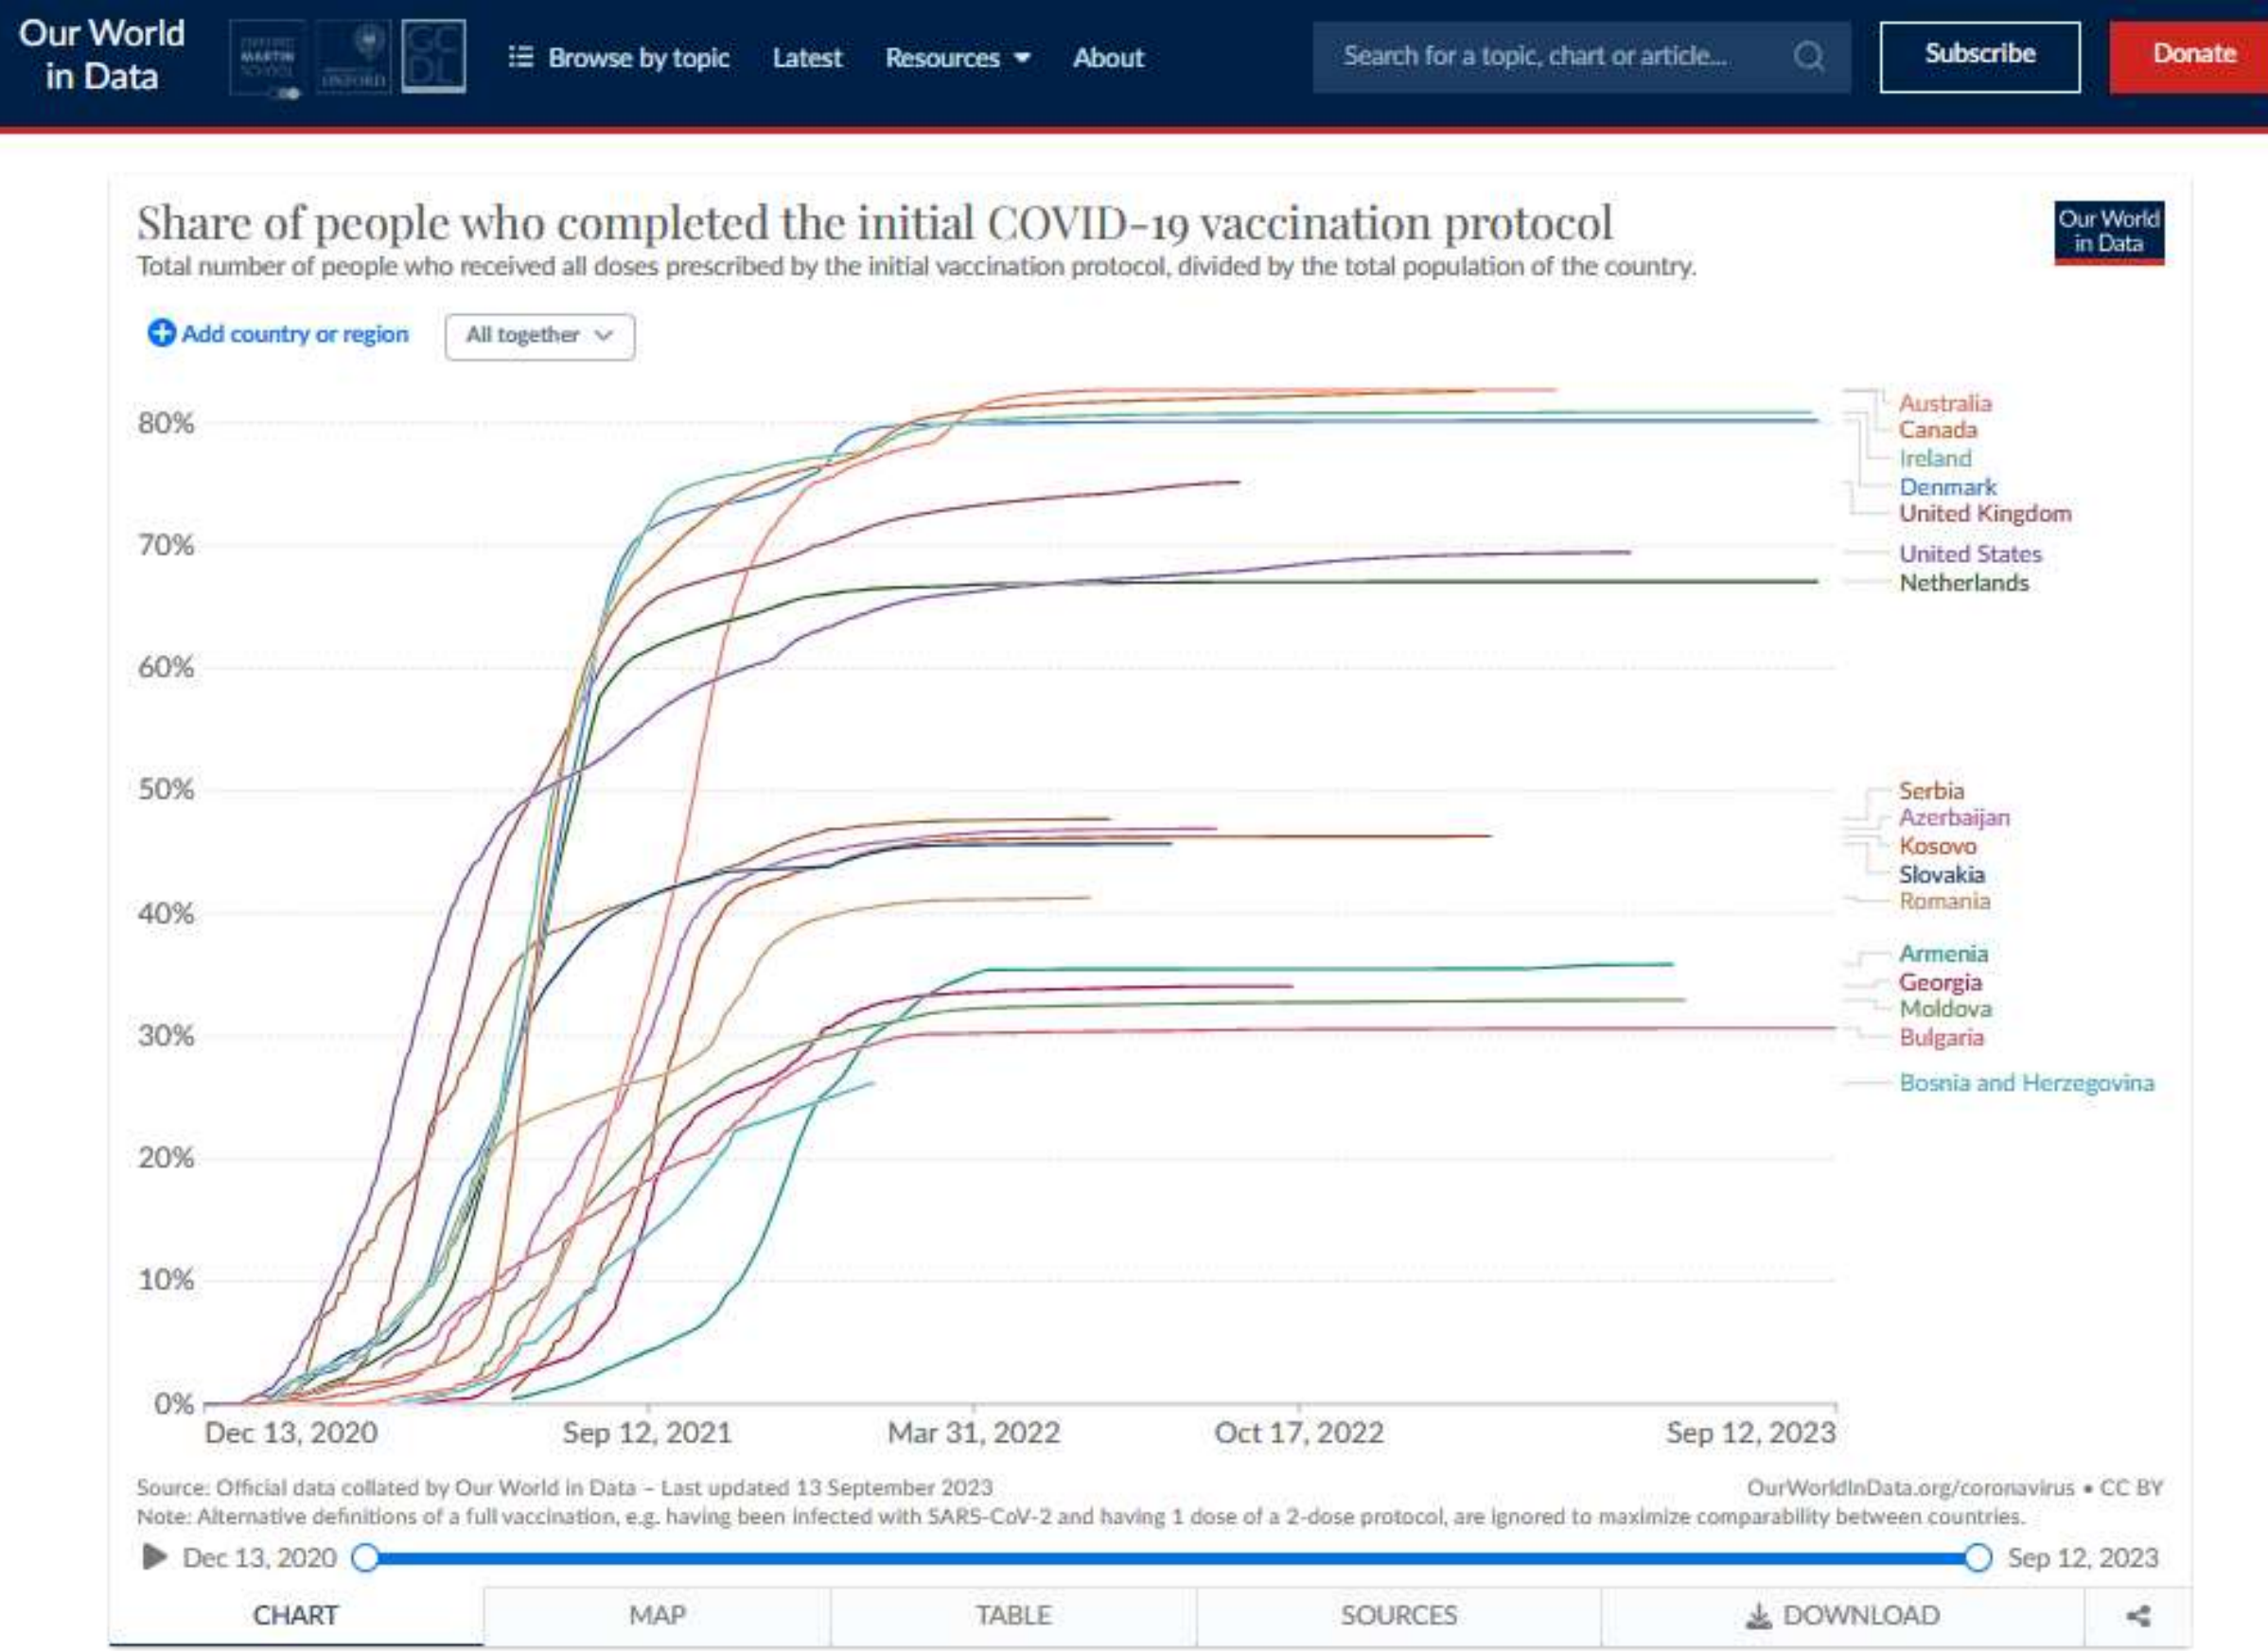 Our World
in Data
OXFORD
MARTIN
SCHOOL
OXFORD
GC
DL
Browse by topic
Latest
Resources
About
Search for a topic, chart or article...
Subscribe
Donate
Share of people who completed the initial COVID-19 vaccination protocol
Total number of people who received all doses prescribed by the initial vaccination protocol, divided by the total population of the country.
Our World
in Data
Add country or region
All together
80%
70%
60%
50%
40%
30%
20%
10%
0%
Australia
Canada
Ireland
Denmark
United Kingdom
United States
Netherlands
Serbia
Azerbaijan
Kosovo
Slovakia
Romania
Armenia
Georgia
Moldova
Bulgaria
Bosnia and Herzegovina
Dec 13, 2020
Sep 12, 2021
Mar 31, 2022
Oct 17, 2022
Sep 12, 2023
Source: Official data collated by Our World in Data – Last updated 13 September 2023
OurWorldInData.org/coronavirus • CC BY
Note: Alternative definitions of a full vaccination, e.g. having been infected with SARS-CoV-2 and having 1 dose of a 2-dose protocol, are ignored to maximize comparability between countries.
Dec 13, 2020
Sep 12, 2023
CHART
MAP
TABLE
SOURCES
DOWNLOAD